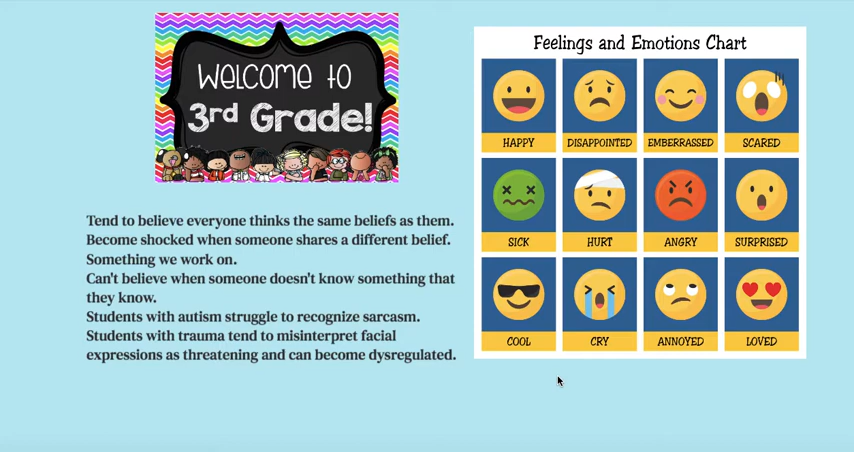 Welcome to
3rd Grade!
Tend to believe everyone thinks the same beliefs as them.
Become shocked when someone shares a different belief.
Something we work on.
Can't believe when someone doesn't know something that
they know.
Students with autism struggle to recognize sarcasm.
Students with trauma tend to misinterpret facial
expressions as threatening and can become dysregulated.
Feelings and Emotions Chart
HAPPY DISAPPOINTED EMBERRASSED SCARED
SICK HURT ANGRY SURPRISED
COOL CRY ANNOYED LOVED